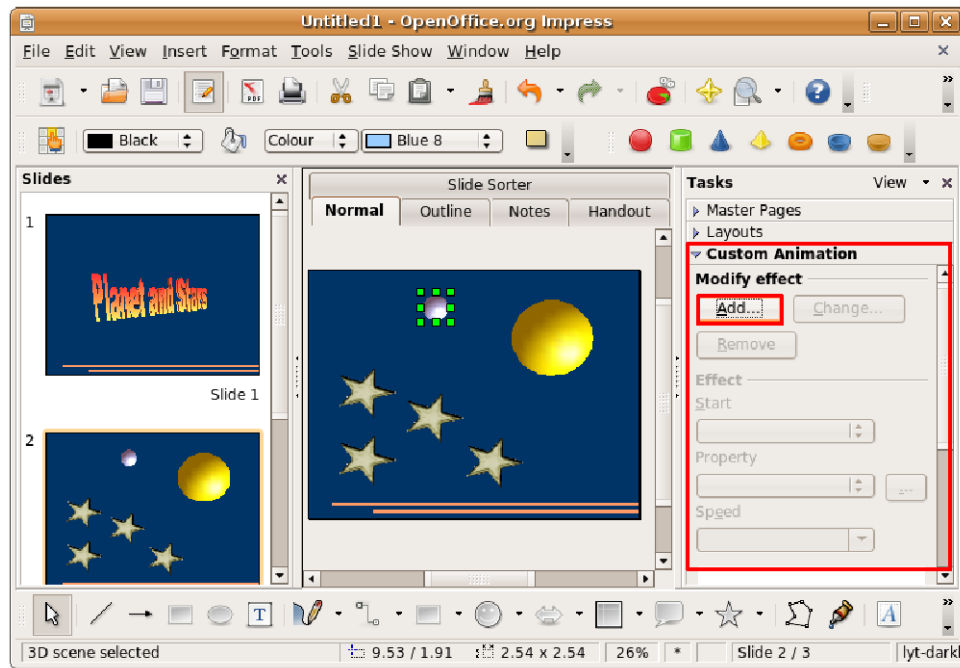 Untitled1 - OpenOffice.org Impress
File Edit View Insert Format Tools Slide Show Window Help
PDF
Black Colour Blue 8
Slides
1
Planet and Stars
Slide 1
2
Slide Sorter
Normal Outline Notes Handout
Tasks View
Master Pages
Layouts
Custom Animation
Modify effect
Add... Change...
Remove
Effect
Start
Property
...
Speed
T A
3D scene selected 9.53 / 1.91 2.54 x 2.54 26% * Slide 2 / 3 lyt-darkl